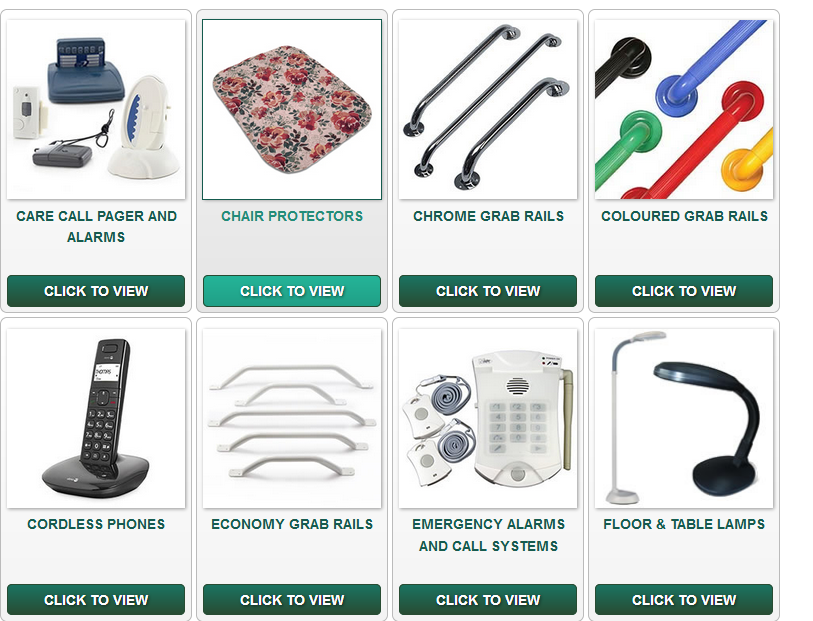 CARE CALL PAGER AND
ALARMS
CLICK TO VIEW
CHAIR PROTECTORS
CLICK TO VIEW
CHROME GRAB RAILS
CLICK TO VIEW
COLOURED GRAB RAILS
CLICK TO VIEW
CORDLESS PHONES
CLICK TO VIEW
ECONOMY GRAB RAILS
CLICK TO VIEW
EMERGENCY ALARMS
AND CALL SYSTEMS
CLICK TO VIEW
FLOOR & TABLE LAMPS
CLICK TO VIEW